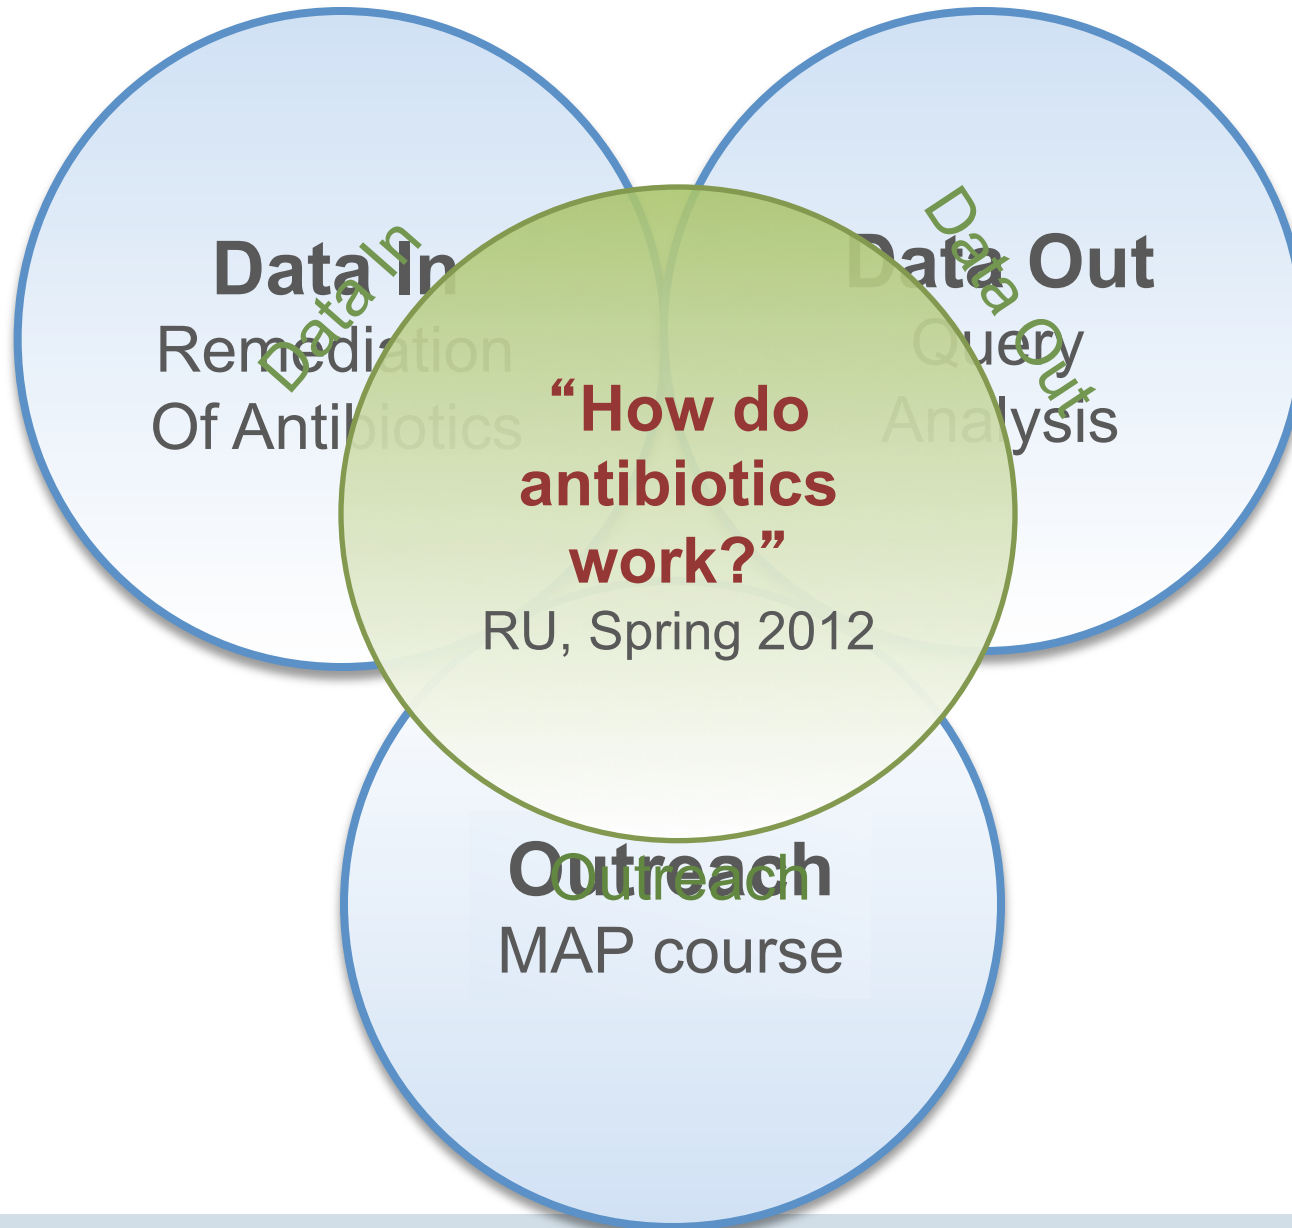 Data In
Remediation
Of Antibiotics
Data In
Data Out
Query
Analysis
Data Out
“How do
antibiotics
work?”
RU, Spring 2012
Outreach
Outreach
MAP course